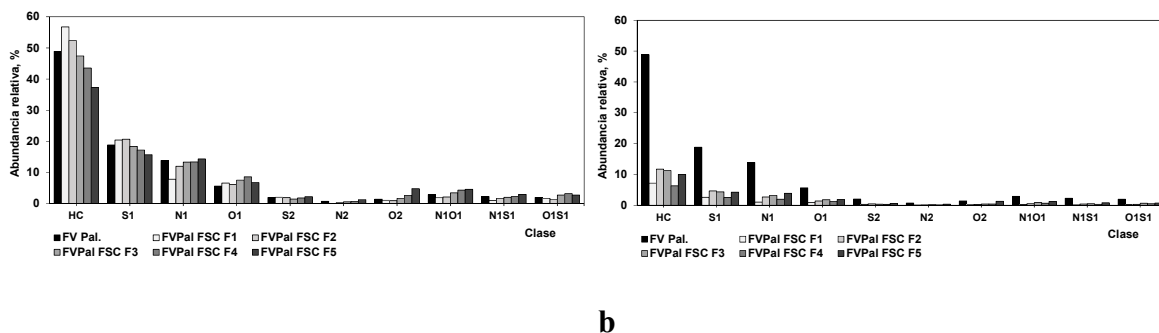 Abundancia relativa, %
60
50
40
30
20
10
0
HC S1 N1 O1 S2 N2 O2 N1O1 N1S1 O1S1
Clase
FV Pal. FVPal FSC F1 FVPal FSC F2
FVPal FSC F3 FVPal FSC F4 FVPal FSC F5
Abundancia relativa, %
60
50
40
30
20
10
0
HC S1 N1 O1 S2 N2 O2 N1O1 N1S1 O1S1
Clase
FV Pal. FVPal FSC F1 FVPal FSC F2
FVPal FSC F3 FVPal FSC F4 FVPal FSC F5
b